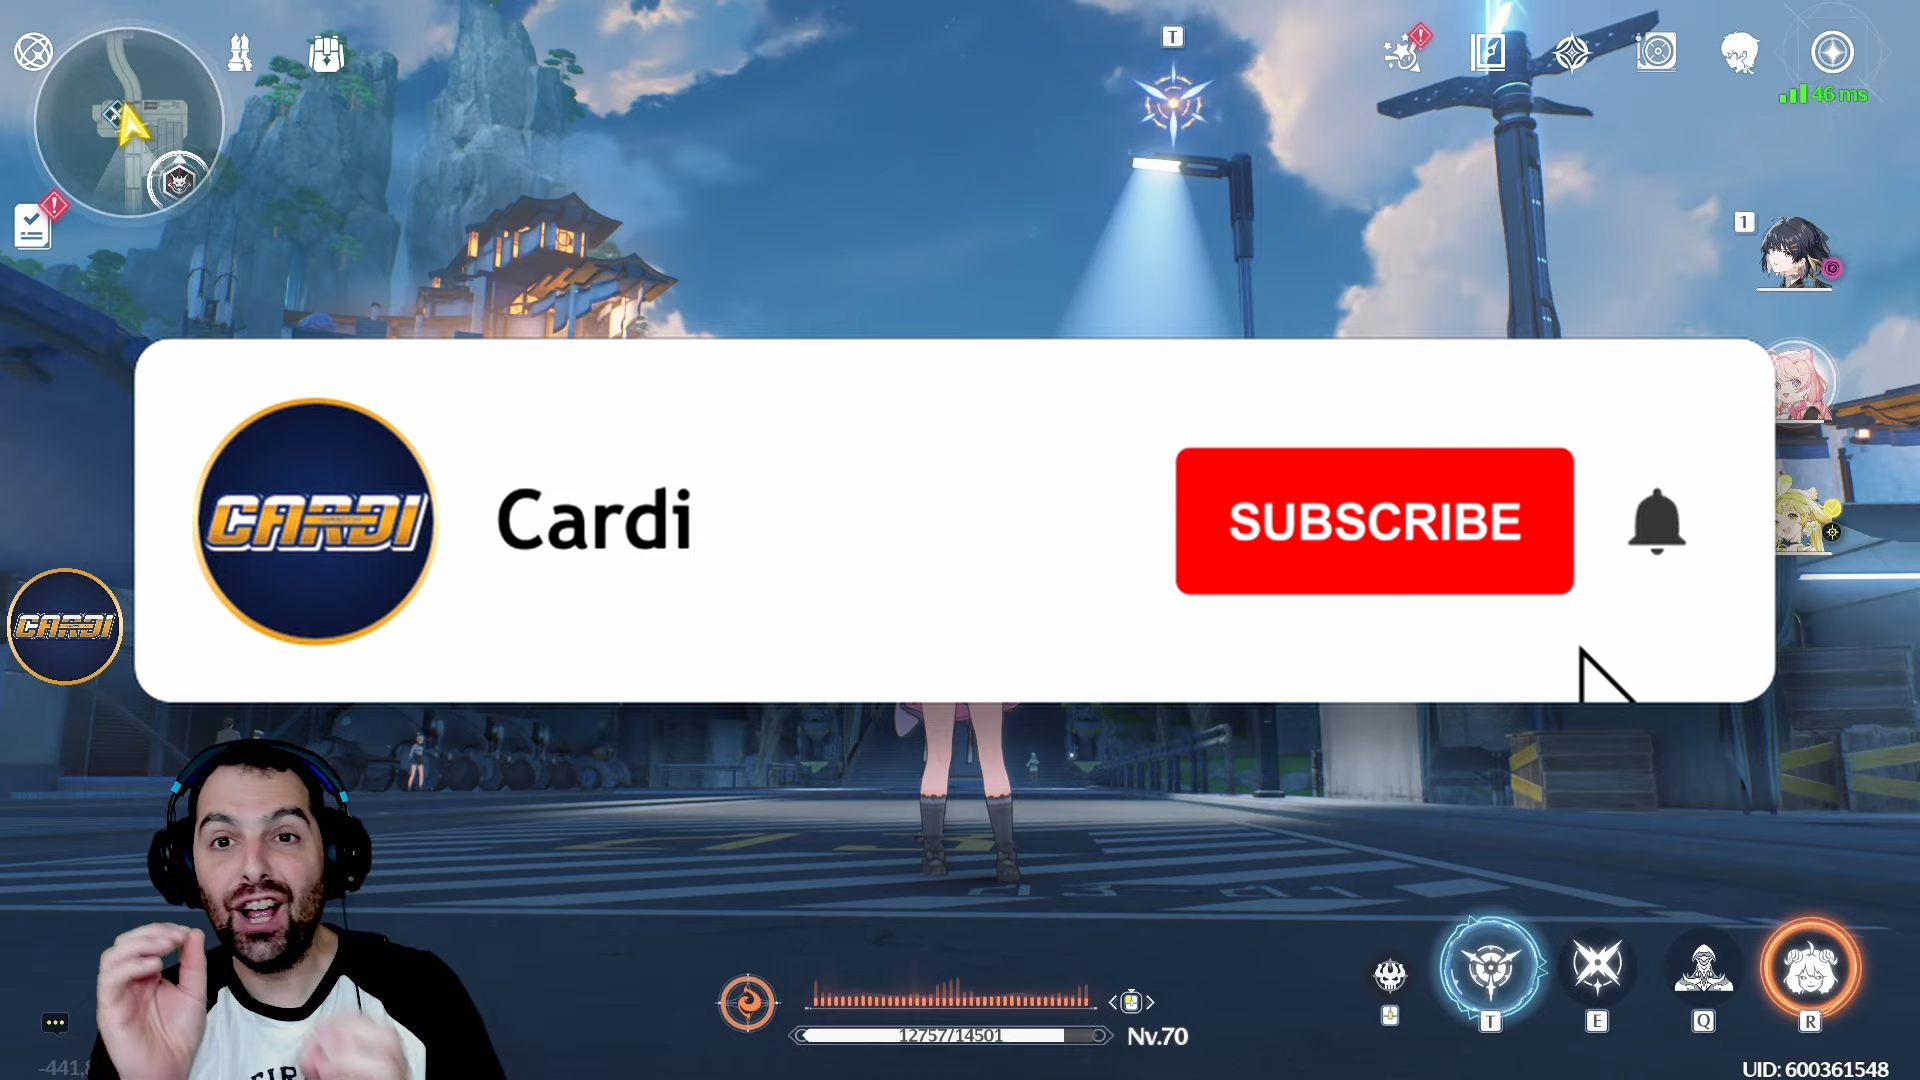 T
46 ms
1
CARDI
Cardi
SUBSCRIBE
CARDI
12757/14501
Nv.70
T
E
Q
R
UID: 600361548